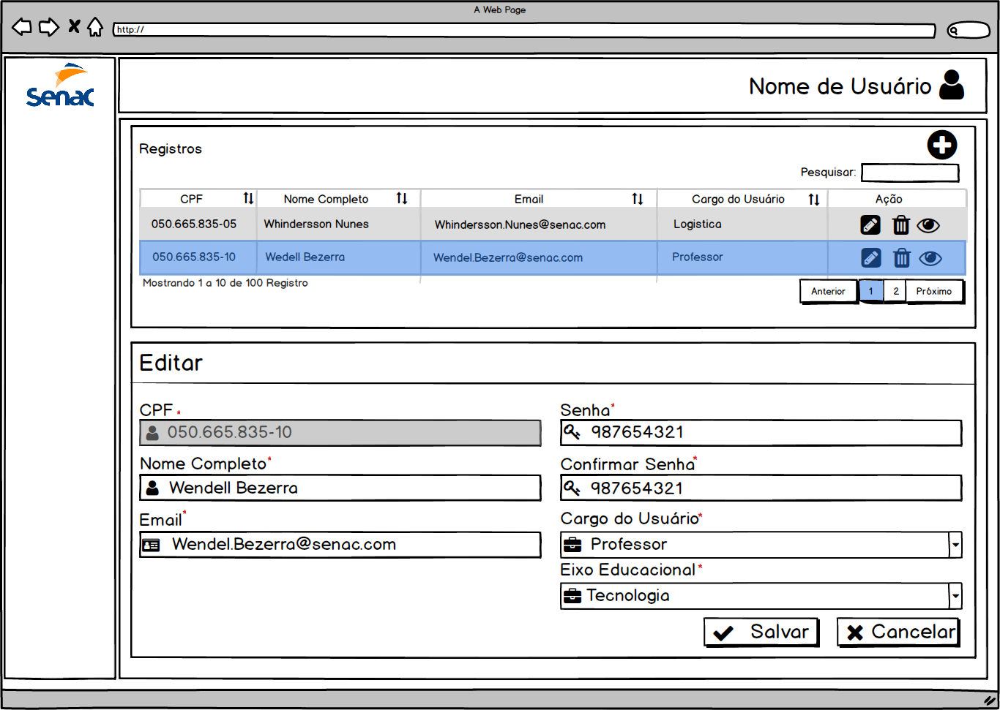 A Web Page
http://
Senac
Nome de Usuário
Registros
Pesquisar:
CPF Nome Completo Email Cargo do Usuário Ação
050.665.835-05 Whindersson Nunes Whindersson.Nunes@senac.com Logistica
050.665.835-10 Wedell Bezerra Wendel.Bezerra@senac.com Professor
Mostrando 1 a 10 de 100 Registro
Anterior 1 2 Próximo
Editar
CPF * Senha*
050.665.835-10 987654321
Nome Completo* Confirmar Senha*
Wendell Bezerra 987654321
Email* Cargo do Usuário*
Wendel.Bezerra@senac.com Professor
Eixo Educacional*
Tecnologia
Salvar Cancelar